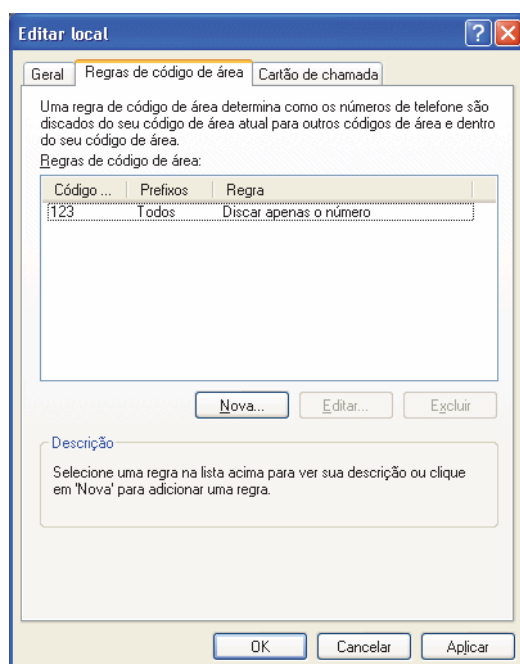 Editar local
Geral Regras de código de área Cartão de chamada
Uma regra de código de área determina como os números de telefone são
discados do seu código de área atual para outros códigos de área e dentro
do seu código de área.
Regras de código de área:
Código ... Prefixos Regra
123 Todos Discar apenas o número
Nova... Editar... Excluir
Descrição
Selecione uma regra na lista acima para ver sua descrição ou clique
em 'Nova' para adicionar uma regra.
OK Cancelar Aplicar